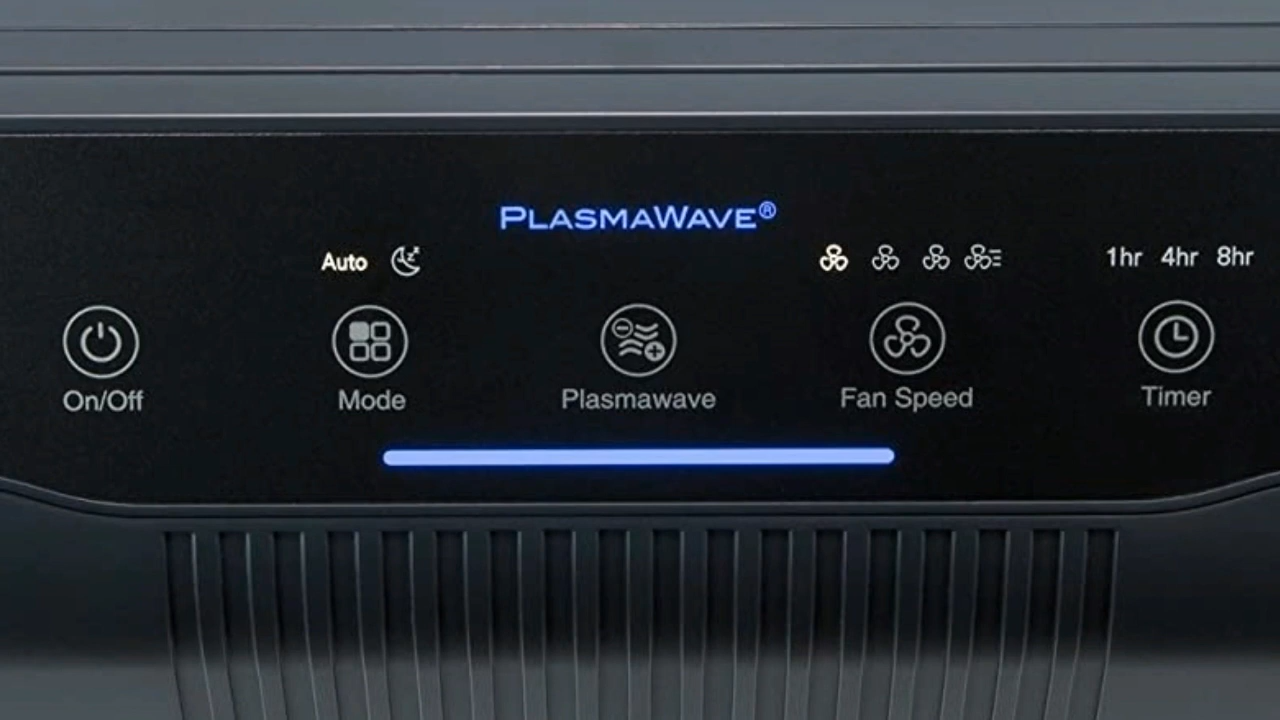 PLASMAWAVE®
Auto
1hr 4hr 8hr
On/Off
Mode
Plasmawave
Fan Speed
Timer